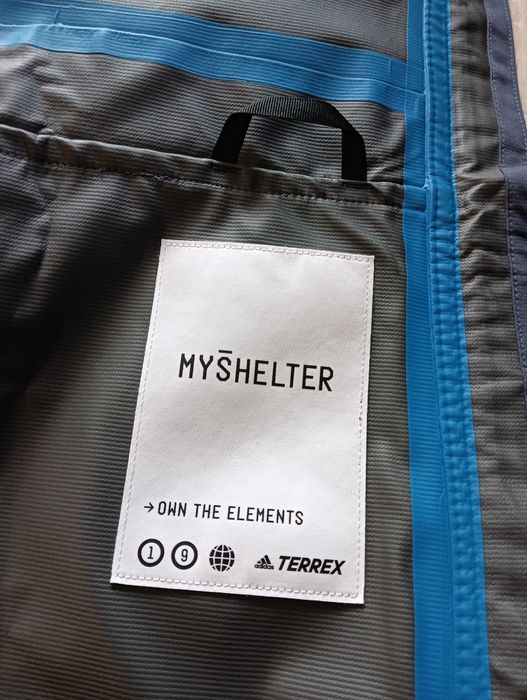 MYSHELTER
→ OWN THE ELEMENTS
1 9 adidas TERREX